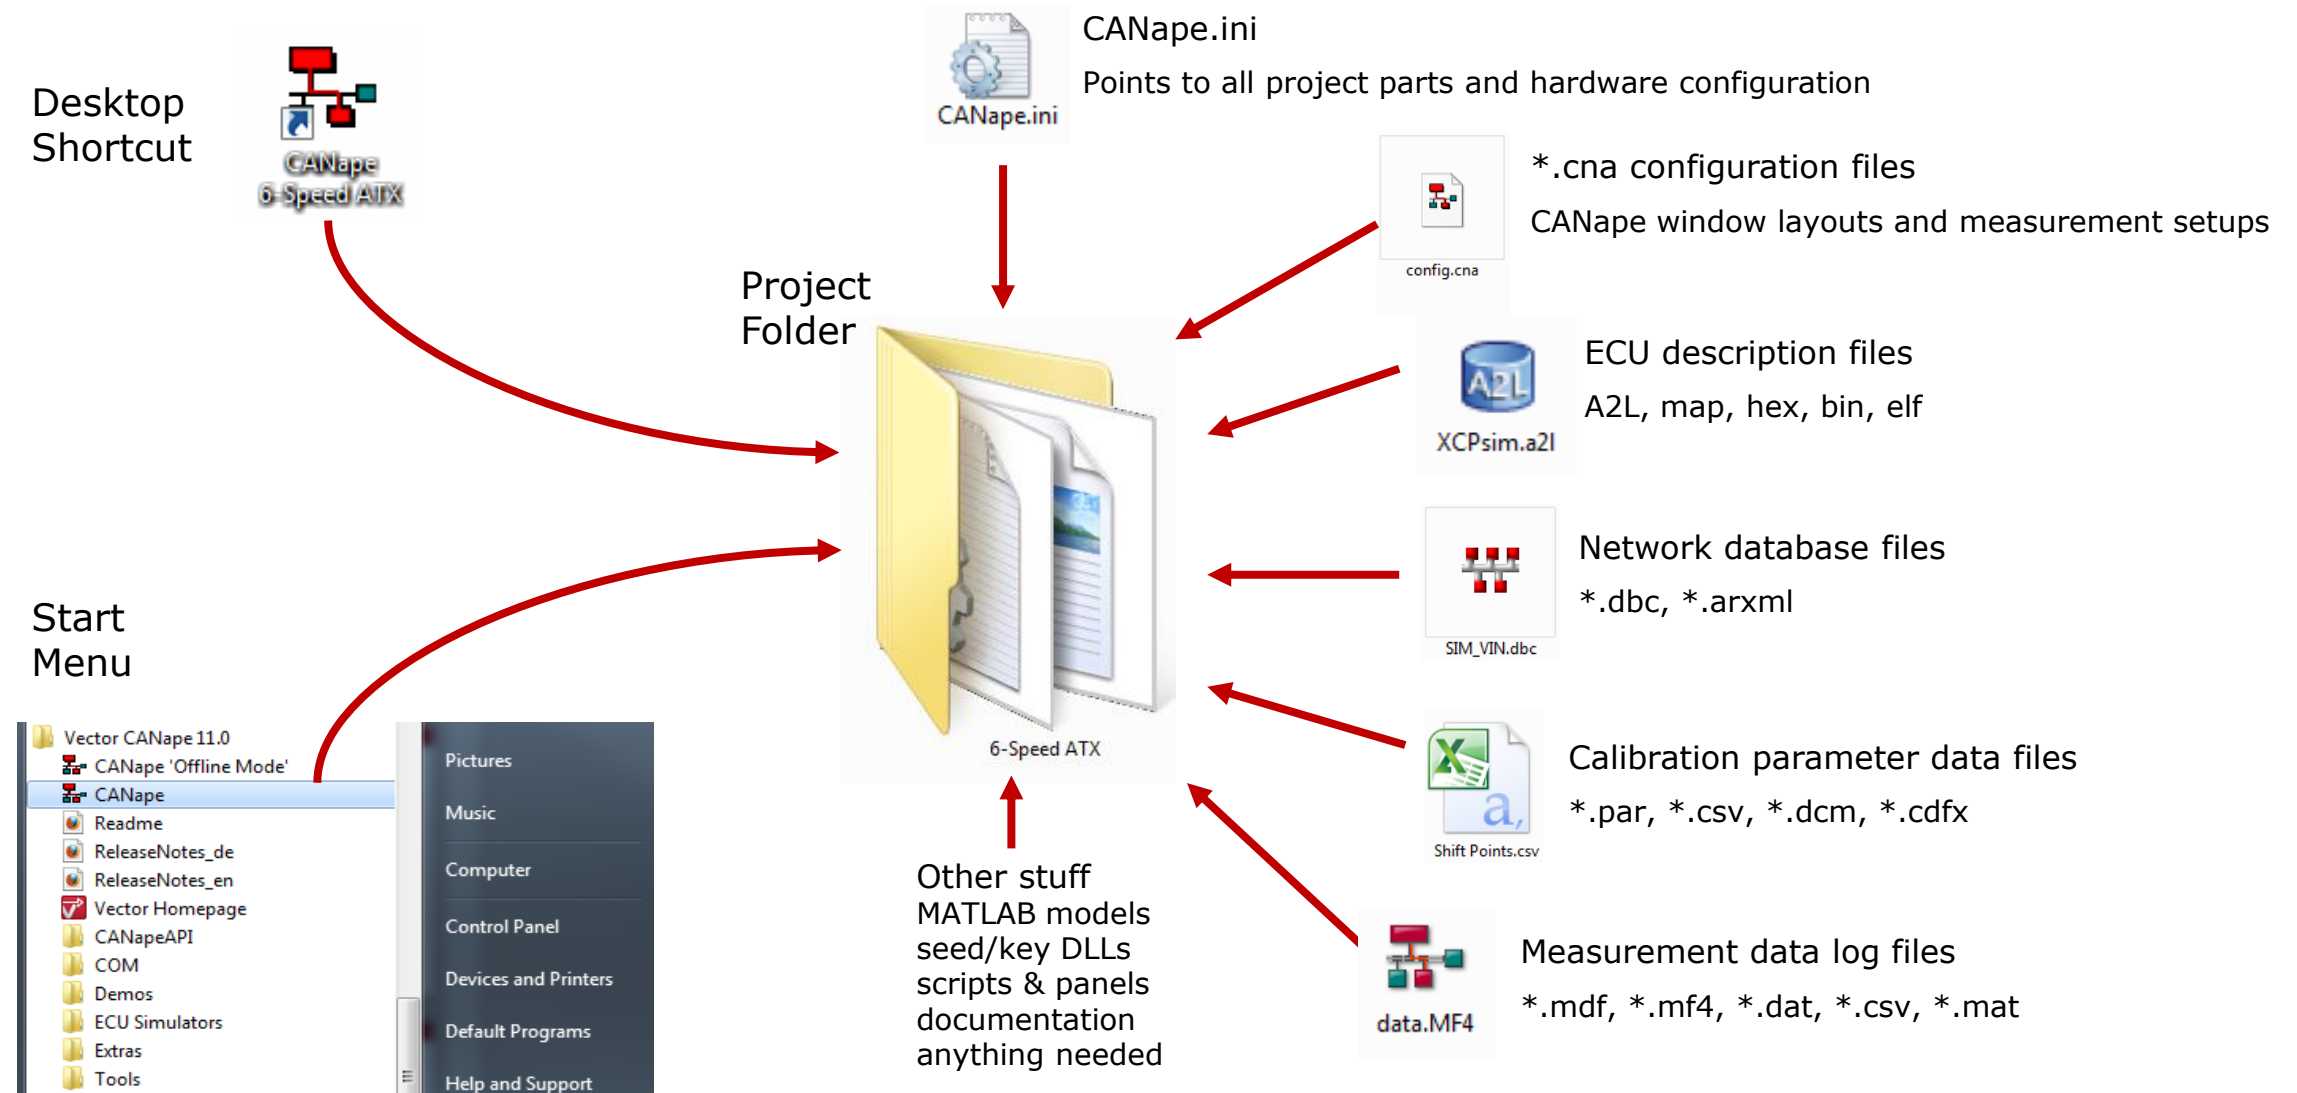 Desktop
Shortcut
CANape
6-Speed ATX
CANape.ini
CANape.ini
Points to all project parts and hardware configuration
*.cna configuration files
CANape window layouts and measurement setups
config.cna
Project
Folder
A2L
XCPsim.a2l
ECU description files
A2L, map, hex, bin, elf
Network database files
*.dbc, *.arxml
SIM_VIN.dbc
6-Speed ATX
a,
Shift Points.csv
Calibration parameter data files
*.par, *.csv, *.dcm, *.cdfx
Other stuff
MATLAB models
seed/key DLLs
scripts & panels
documentation
anything needed
data.MF4
Measurement data log files
*.mdf, *.mf4, *.dat, *.csv, *.mat
Start
Menu
Vector CANape 11.0
CANape 'Offline Mode'
CANape
Readme
ReleaseNotes_de
ReleaseNotes_en
Vector Homepage
CANapeAPI
COM
Demos
ECU Simulators
Extras
Tools
Pictures
Music
Computer
Control Panel
Devices and Printers
Default Programs
Help and Support